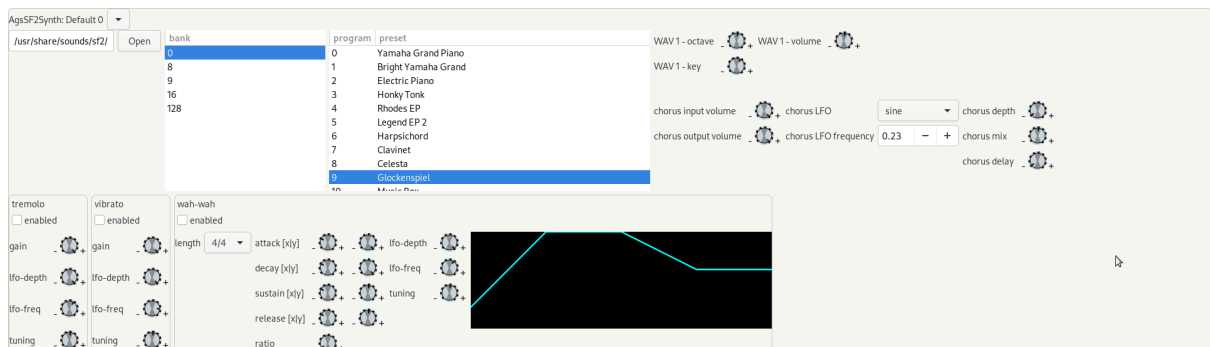 AgsSF2Synth: Default 0
/usr/share/sounds/sf2/ Open
bank
0
8
9
16
128
program preset
0 Yamaha Grand Piano
1 Bright Yamaha Grand
2 Electric Piano
3 Honky Tonk
4 Rhodes EP
5 Legend EP 2
6 Harpsichord
7 Clavinet
8 Celesta
9 Glockenspiel
10 Music Box
WAV 1 - octave - + WAV 1 - volume - +
WAV 1 - key - +
chorus input volume - + chorus LFO sine chorus depth - +
chorus output volume - + chorus LFO frequency 0.23 − + chorus mix - +
chorus delay - +
tremolo
enabled
gain - +
lfo-depth - +
lfo-freq - +
tuning - +
vibrato
enabled
gain - +
lfo-depth - +
lfo-freq - +
tuning - +
wah-wah
enabled
length 4/4 attack [x|y] - + - + lfo-depth - +
decay [x|y] - + - + lfo-freq - +
sustain [x|y] - + - + tuning - +
release [x|y] - + - +
ratio - +